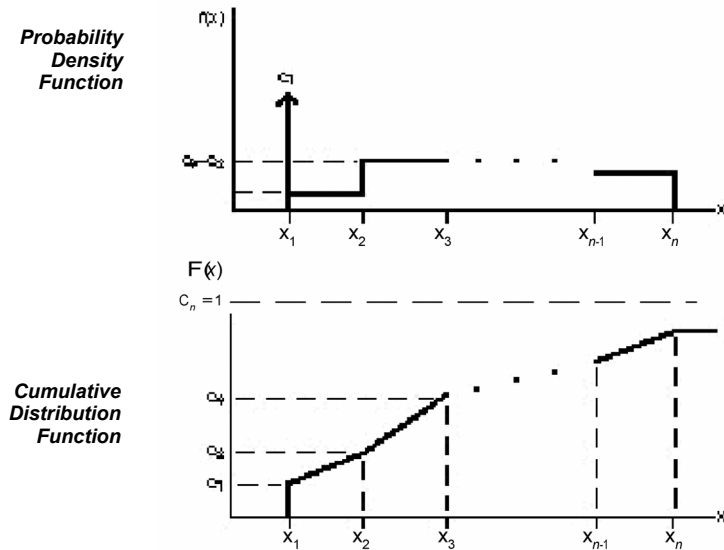 Probability
Density
Function
f(x)
x
x₁ x₂ x₃ xₙ₋₁ xₙ
F(x)
Cₙ = 1
Cumulative
Distribution
Function
x
x₁ x₂ x₃ xₙ₋₁ xₙ